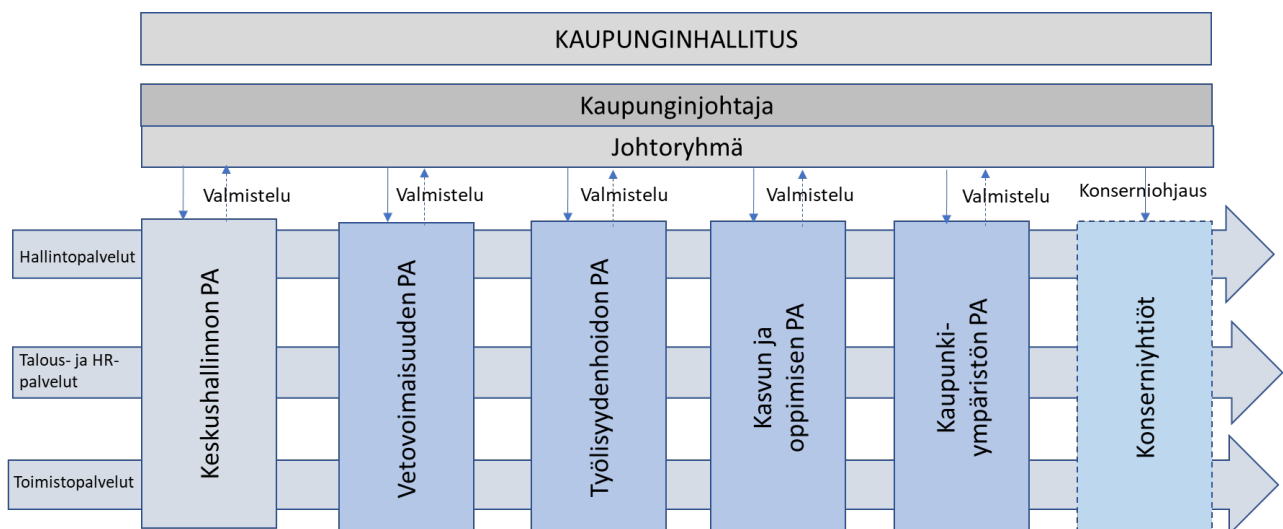 KAUPUNGINHALLITUS
Kaupunginjohtaja
Johtoryhmä
Valmistelu
Valmistelu
Valmistelu
Valmistelu
Valmistelu
Konserniohjaus
Hallintopalvelut
Talous- ja HR-
palvelut
Toimistopalvelut
Keskushallinnon PA
Vetovoimaisuuden PA
Työlisyydenhoidon PA
Kasvun ja
oppimisen PA
Kaupunki-
ympäristön PA
Konserniyhtiöt